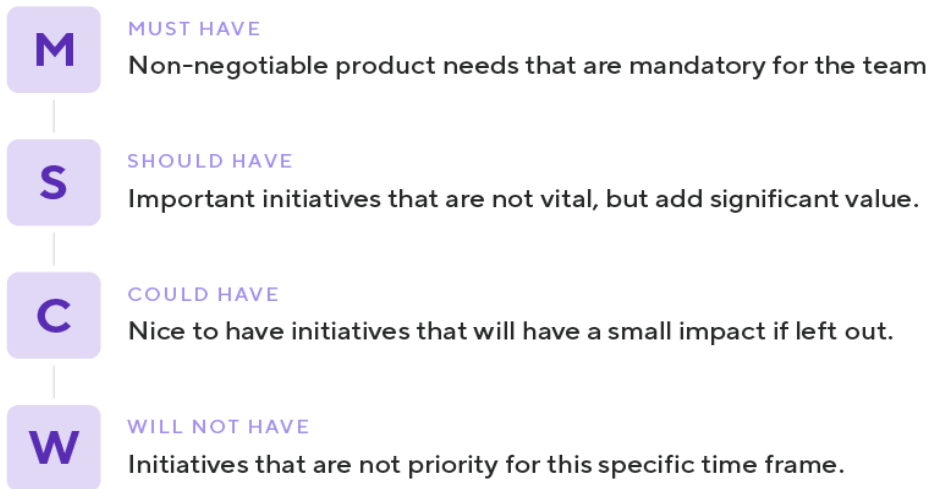 M
MUST HAVE
Non-negotiable product needs that are mandatory for the team
S
SHOULD HAVE
Important initiatives that are not vital, but add significant value.
C
COULD HAVE
Nice to have initiatives that will have a small impact if left out.
W
WILL NOT HAVE
Initiatives that are not priority for this specific time frame.